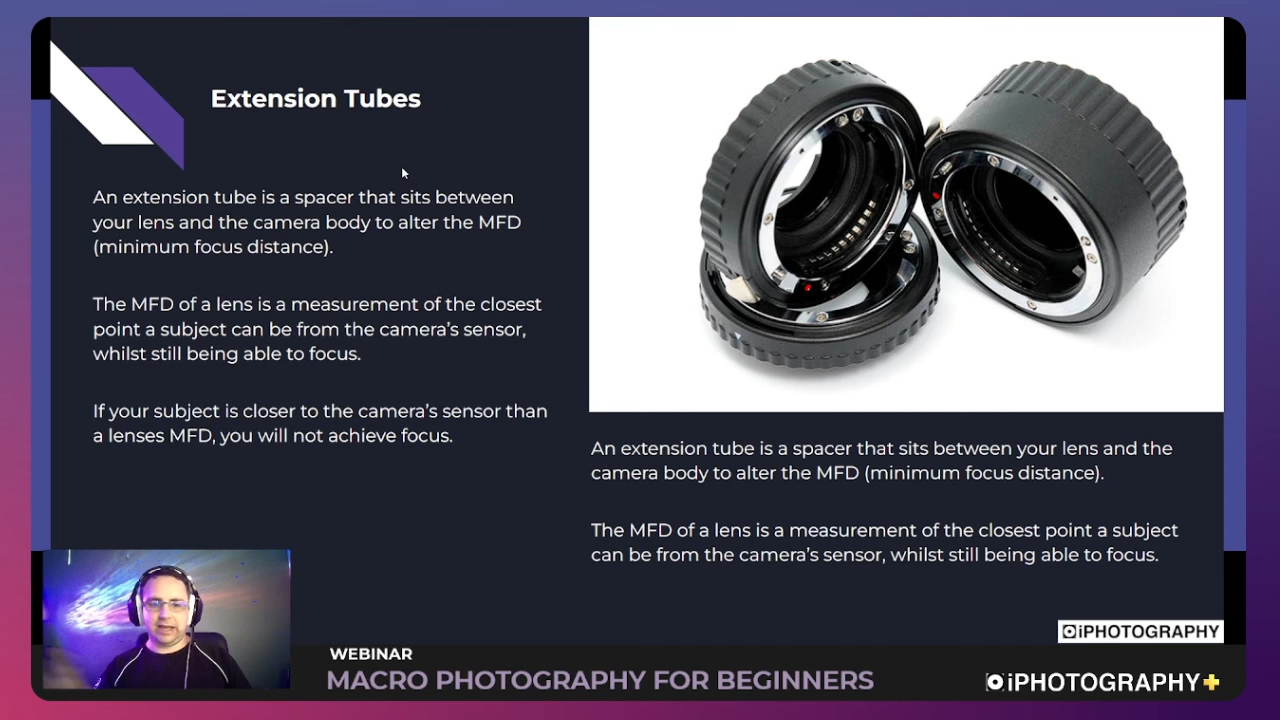 Extension Tubes
An extension tube is a spacer that sits between
your lens and the camera body to alter the MFD
(minimum focus distance).
The MFD of a lens is a measurement of the closest
point a subject can be from the camera's sensor,
whilst still being able to focus.
If your subject is closer to the camera's sensor than
a lenses MFD, you will not achieve focus.
An extension tube is a spacer that sits between your lens and the
camera body to alter the MFD (minimum focus distance).
The MFD of a lens is a measurement of the closest point a subject
can be from the camera's sensor, whilst still being able to focus.
iPHOTOGRAPHY
WEBINAR
MACRO PHOTOGRAPHY FOR BEGINNERS
iPHOTOGRAPHY+